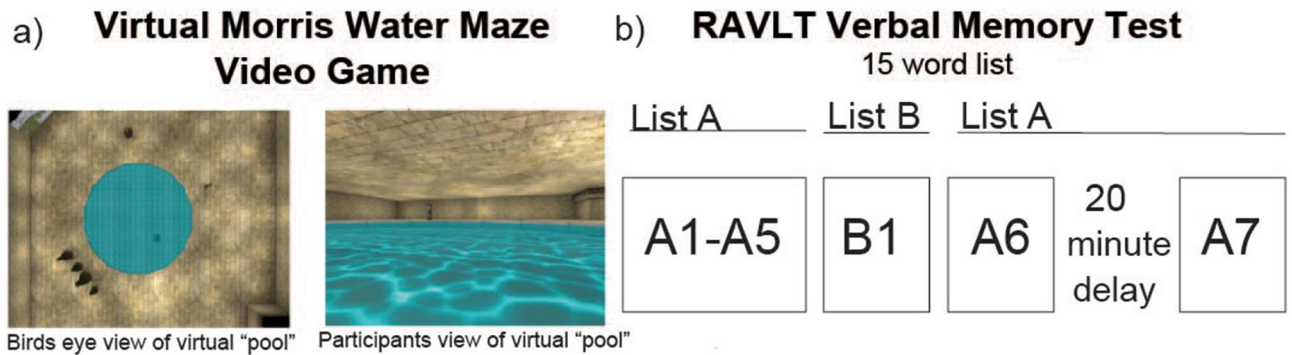 a) Virtual Morris Water Maze
Video Game
Birds eye view of virtual “pool”
Participants view of virtual “pool”
b) RAVLT Verbal Memory Test
15 word list
List A
List B
List A
A1-A5
B1
A6
20
minute
delay
A7